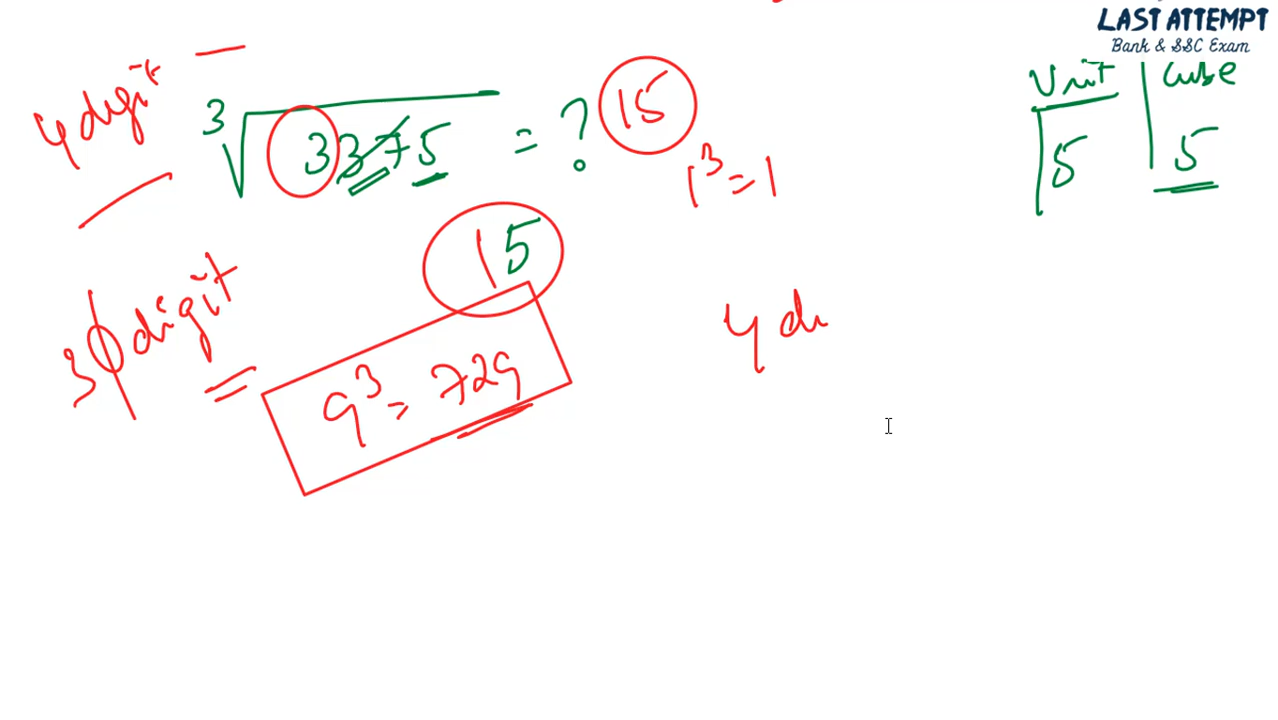 LAST ATTEMPT
Bank & SSC Exam
Unit | Cube
5 | 5
4 digit
∛3375 = ? 15
1³ = 1
15
3 digit
9³ = 729
4 di